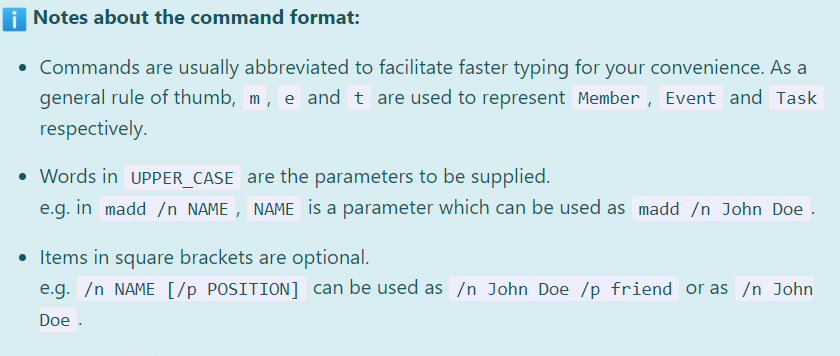 Notes about the command format:
• Commands are usually abbreviated to facilitate faster typing for your convenience. As a
general rule of thumb, m, e and t are used to represent Member, Event and Task
respectively.
• Words in UPPER_CASE are the parameters to be supplied.
e.g. in madd /n NAME, NAME is a parameter which can be used as madd /n John Doe.
• Items in square brackets are optional.
e.g. /n NAME [/p POSITION] can be used as /n John Doe /p friend or as /n John
Doe.